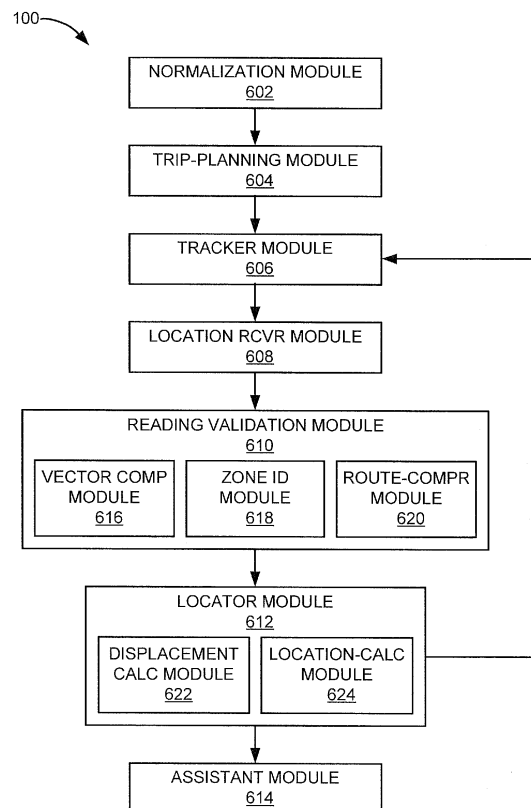 100
NORMALIZATION MODULE
602
TRIP-PLANNING MODULE
604
TRACKER MODULE
606
LOCATION RCVR MODULE
608
READING VALIDATION MODULE
610
VECTOR COMP
MODULE
616
ZONE ID
MODULE
618
ROUTE-COMPR
MODULE
620
LOCATOR MODULE
612
DISPLACEMENT
CALC MODULE
622
LOCATION-CALC
MODULE
624
ASSISTANT MODULE
614